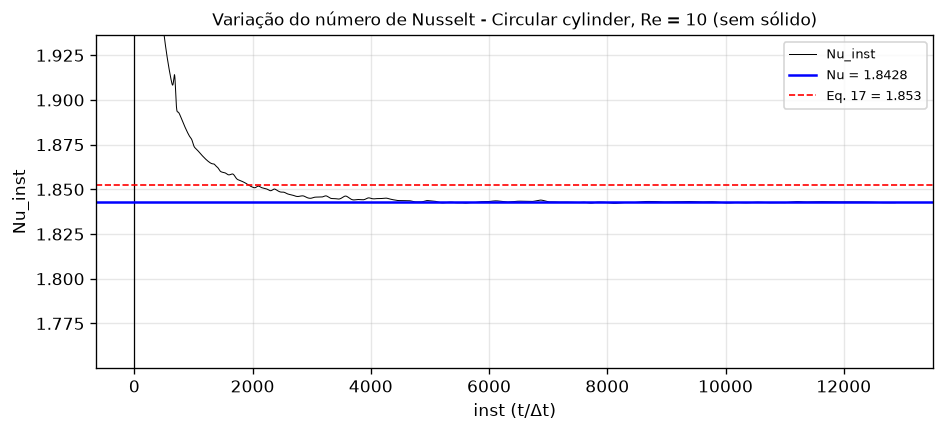 Variação do número de Nusselt - Circular cylinder, Re = 10 (sem sólido)
Nu_inst
Nu = 1.8428
Eq. 17 = 1.853
1.925
1.900
1.875
1.850
1.825
1.800
1.775
Nu_inst
0 2000 4000 6000 8000 10000 12000
inst (t/Δt)